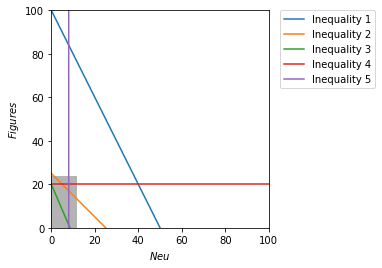 100
80
60
40
20
0
Figures
0 20 40 60 80 100
Neu
Inequality 1
Inequality 2
Inequality 3
Inequality 4
Inequality 5